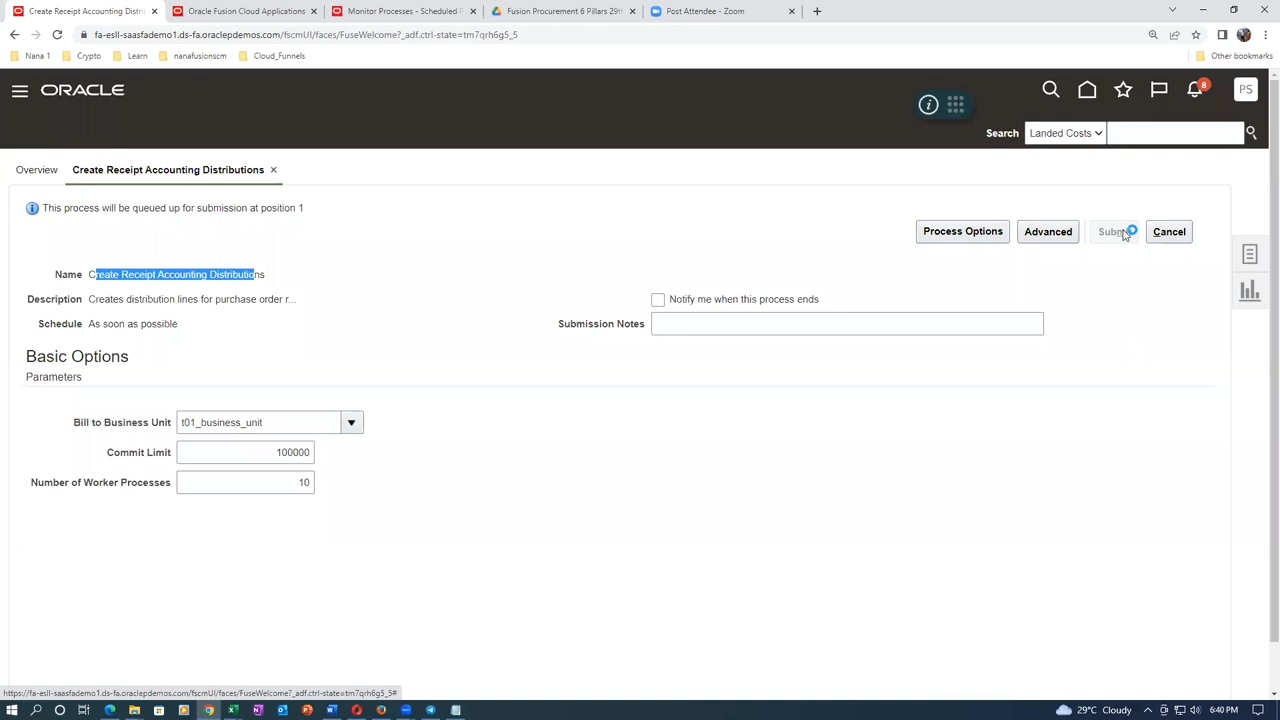 Create Receipt Accounting Distri
Oracle Fusion Cloud Applications
Monitor Processes - Scheduled P
Fusion Procurement 6 Pillars 29th
Post Attendee - Zoom
fa-esll-saasfademo1.ds-fa.oraclepdemos.com/fscmUI/faces/FuseWelcome?_adf.ctrl-state=tm7qrh6g5_5
Nana 1
Crypto
Learn
nanafusionscm
Cloud_Funnels
Other bookmarks
ORACLE
8
PS
Search
Landed Costs
Overview
Create Receipt Accounting Distributions
This process will be queued up for submission at position 1
Process Options
Advanced
Cancel
Name Create Receipt Accounting Distributions
Description Creates distribution lines for purchase order r...
Notify me when this process ends
Schedule As soon as possible
Submission Notes
Basic Options
Parameters
Bill to Business Unit t01_business_unit
Commit Limit 100000
Number of Worker Processes 10
https://fa-esll-saasfademo1.ds-fa.oraclepdemos.com/fscmUI/faces/FuseWelcome?_adf.ctrl-state=tm7qrh6g5_5#
29°C Cloudy
6:40 PM